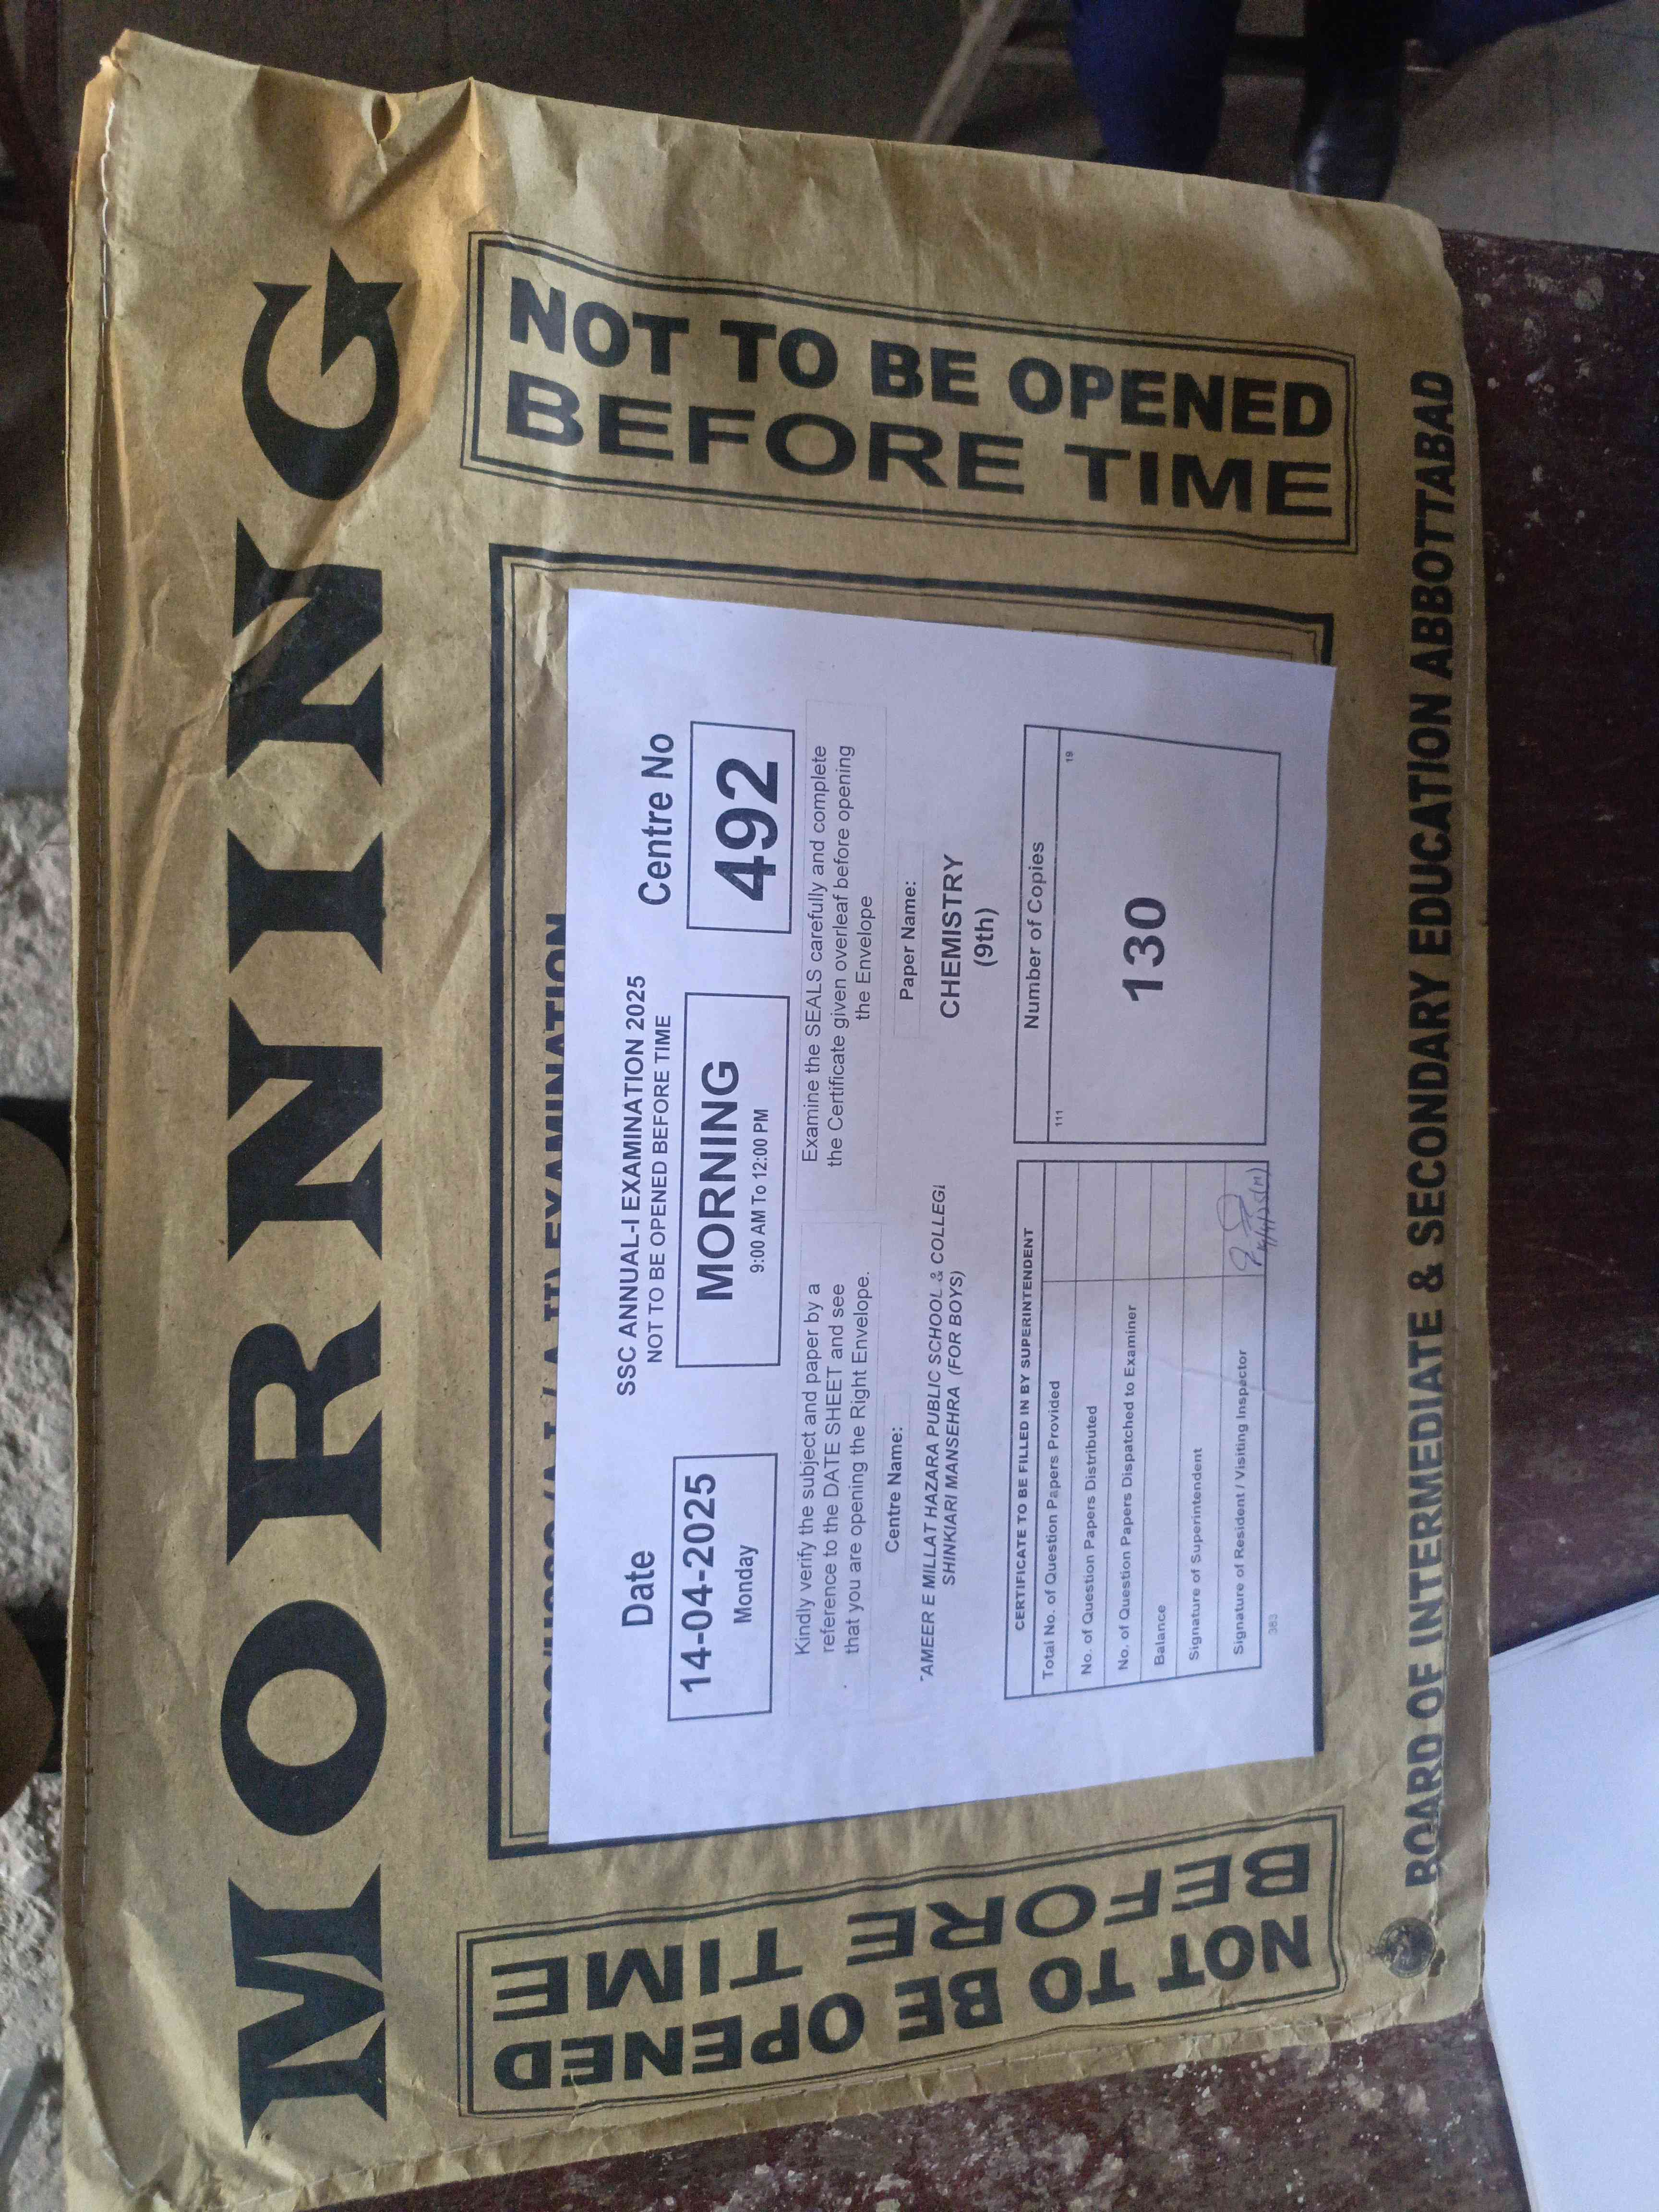 MORNING
NOT TO BE OPENED
BEFORE TIME
NOT TO BE OPENED
BEFORE TIME
EXAMINATION
Date
14-04-2025
Monday
SSC ANNUAL-I EXAMINATION 2025
NOT TO BE OPENED BEFORE TIME
MORNING
9:00 AM To 12:00 PM
Centre No
492
Kindly verify the subject and paper by a
reference to the DATE SHEET and see
that you are opening the Right Envelope.
Examine the SEALS carefully and complete
the Certificate given overleaf before opening
the Envelope
Centre Name:
AMEER E MILLAT HAZARA PUBLIC SCHOOL & COLLEGI
SHINKIARI MANSEHRA (FOR BOYS)
Paper Name:
CHEMISTRY
(9th)
CERTIFICATE TO BE FILLED IN BY SUPERINTENDENT
Total No. of Question Papers Provided
No. of Question Papers Distributed
No. of Question Papers Dispatched to Examiner
Balance
Signature of Superintendent
Signature of Resident / Visiting Inspector
383
Number of Copies
111 19
130
BOARD OF INTERMEDIATE & SECONDARY EDUCATION ABBOTTABAD